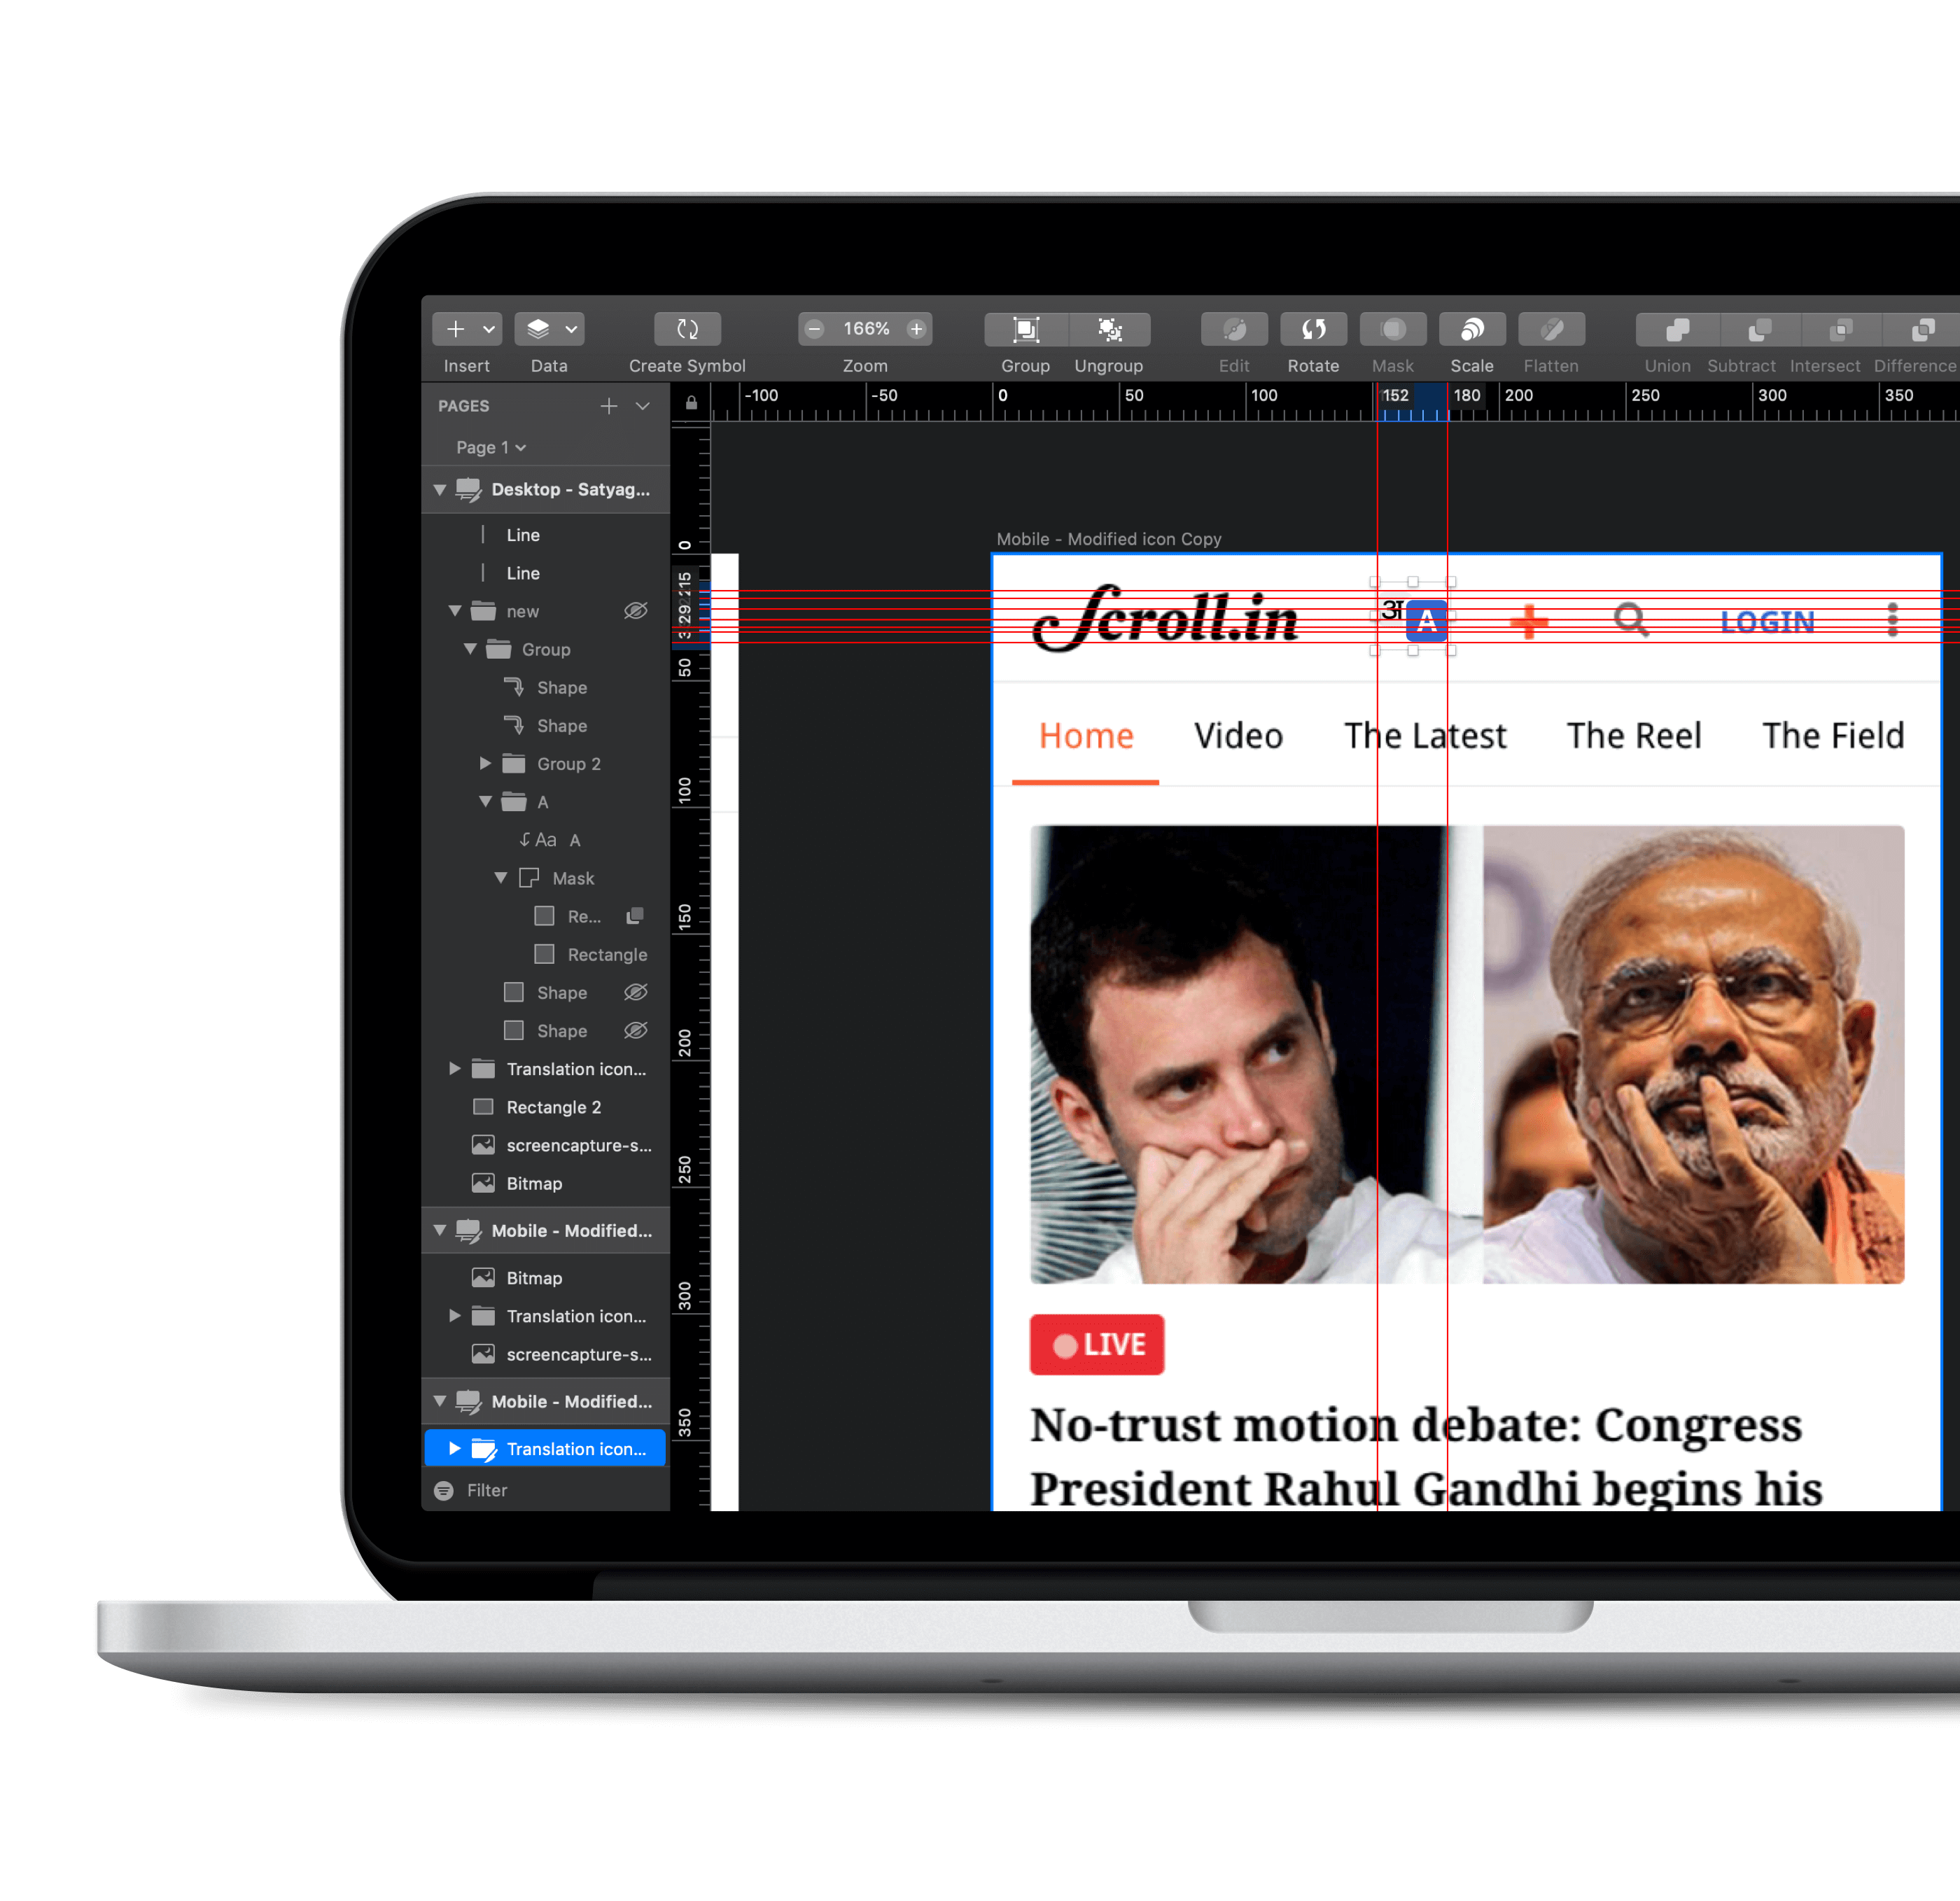 166%
Insert
Data
Create Symbol
Zoom
Group
Ungroup
Edit
Rotate
Mask
Scale
Flatten
Union
Subtract
Intersect
Difference
PAGES
Page 1
Desktop - Satyag...
Line
Line
new
Group
Shape
Shape
Group 2
A
Aa A
Mask
Re...
Rectangle
Shape
Shape
Translation icon...
Rectangle 2
screencapture-s...
Bitmap
Mobile - Modified...
Bitmap
Translation icon...
screencapture-s...
Mobile - Modified...
Translation icon...
Filter
-100 -50 0 50 100 152 180 200 250 300 350
0
15
29
50
100
150
200
250
300
350
Mobile - Modified icon Copy
Scroll.in
अ A
LOGIN
Home Video The Latest The Reel The Field
LIVE
No-trust motion debate: Congress
President Rahul Gandhi begins his